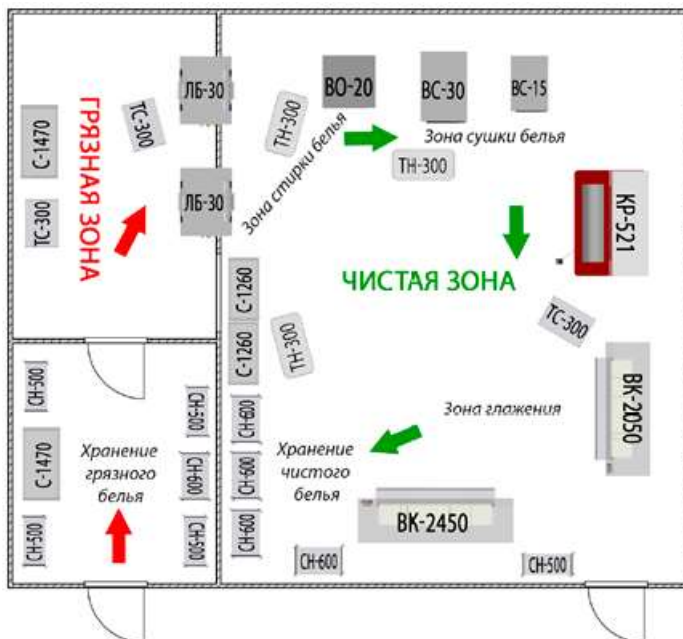 ЛБ-30
ВО-20
ВС-30
ВС-15
С-1470
ТС-300
ТН-300
ГРЯЗНАЯ ЗОНА
Зона стирки белья
Зона сушки белья
ТН-300
ТС-300
ЛБ-30
КР-521
ЧИСТАЯ ЗОНА
С-1260
С-1260
ТН-300
ТС-300
ВК-2050
СН-500
СН-500
СН-600
Зона глажения
С-1470
Хранение
грязного
белья
СН-600
СН-600
Хранение
чистого
белья
СН-500
СН-500
СН-600
ВК-2450
СН-600
СН-500